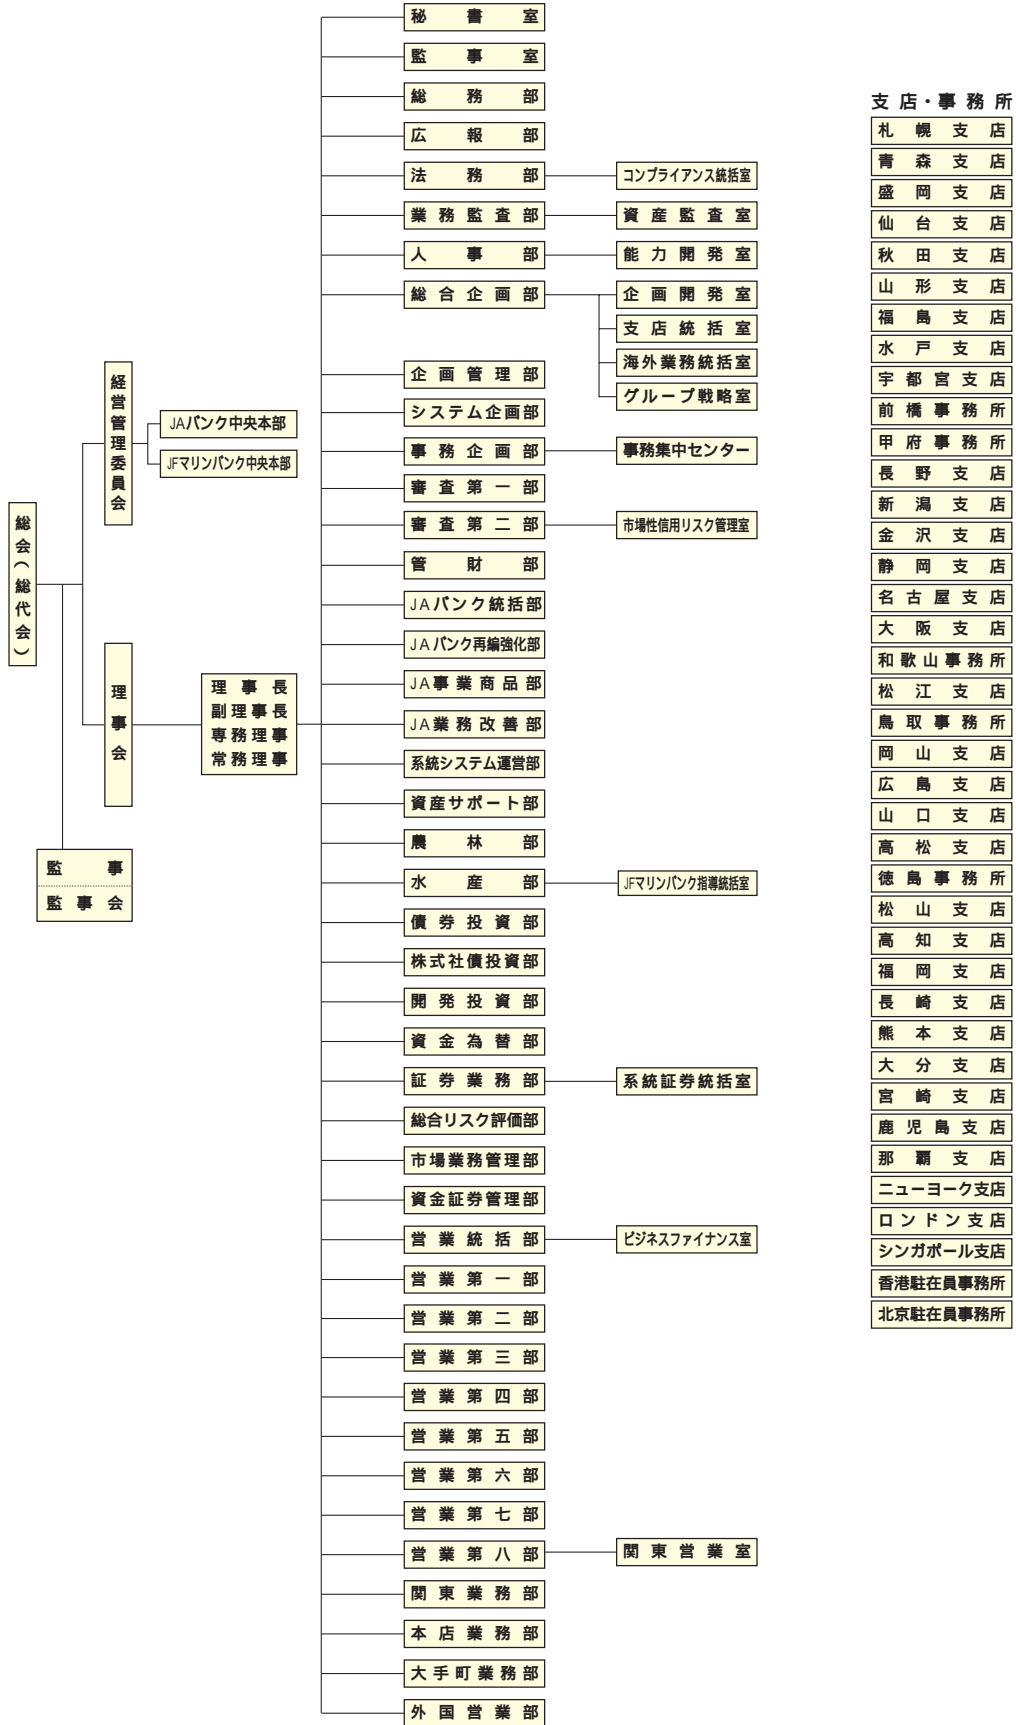 総会（総代会）
経営管理委員会
JAバンク中央本部
JFマリンバンク中央本部
理事会
理事長
副理事長
専務理事
常務理事
監事
監事会
秘書室
監事室
総務部
広報部
法務部
コンプライアンス統括室
業務監査部
資産監査室
人事部
能力開発室
総合企画部
企画開発室
支店統括室
海外業務統括室
グループ戦略室
企画管理部
システム企画部
事務企画部
事務集中センター
審査第一部
審査第二部
市場性信用リスク管理室
管財部
JAバンク統括部
JAバンク再編強化部
JA事業商品部
JA業務改善部
系統システム運営部
資産サポート部
農林部
水産部
JFマリンバンク指導統括室
債券投資部
株式社債投資部
開発投資部
資金為替部
証券業務部
系統証券統括室
総合リスク評価部
市場業務管理部
資金証券管理部
営業統括部
ビジネスファイナンス室
営業第一部
営業第二部
営業第三部
営業第四部
営業第五部
営業第六部
営業第七部
営業第八部
関東営業室
関東業務部
本店業務部
大手町業務部
外国営業部
支店・事務所
札幌支店
青森支店
盛岡支店
仙台支店
秋田支店
山形支店
福島支店
水戸支店
宇都宮支店
前橋事務所
甲府事務所
長野支店
新潟支店
金沢支店
静岡支店
名古屋支店
大阪支店
和歌山事務所
松江支店
鳥取事務所
岡山支店
広島支店
山口支店
高松支店
徳島事務所
松山支店
高知支店
福岡支店
長崎支店
熊本支店
大分支店
宮崎支店
鹿児島支店
那覇支店
ニューヨーク支店
ロンドン支店
シンガポール支店
香港駐在員事務所
北京駐在員事務所